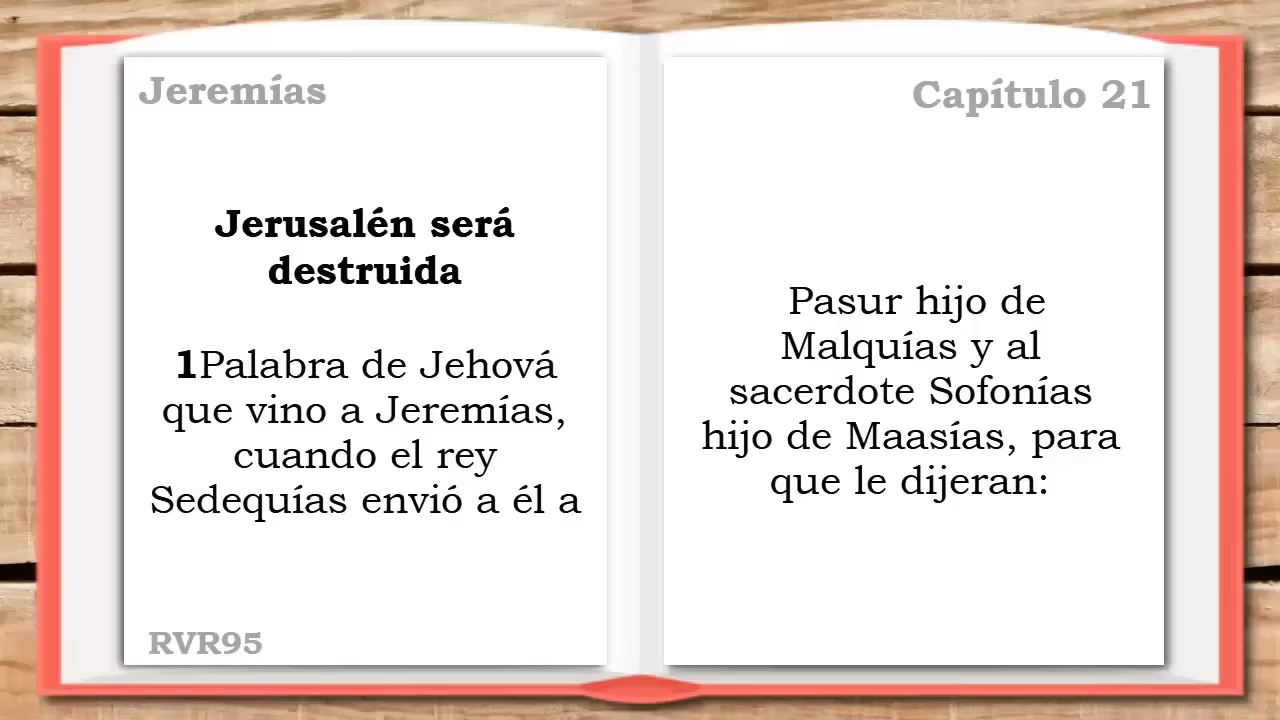 Jeremías
Jerusalén será
destruida
1Palabra de Jehová
que vino a Jeremías,
cuando el rey
Sedequías envió a él a
RVR95
Capítulo 21
Pasur hijo de
Malquías y al
sacerdote Sofonías
hijo de Maasías, para
que le dijeran: